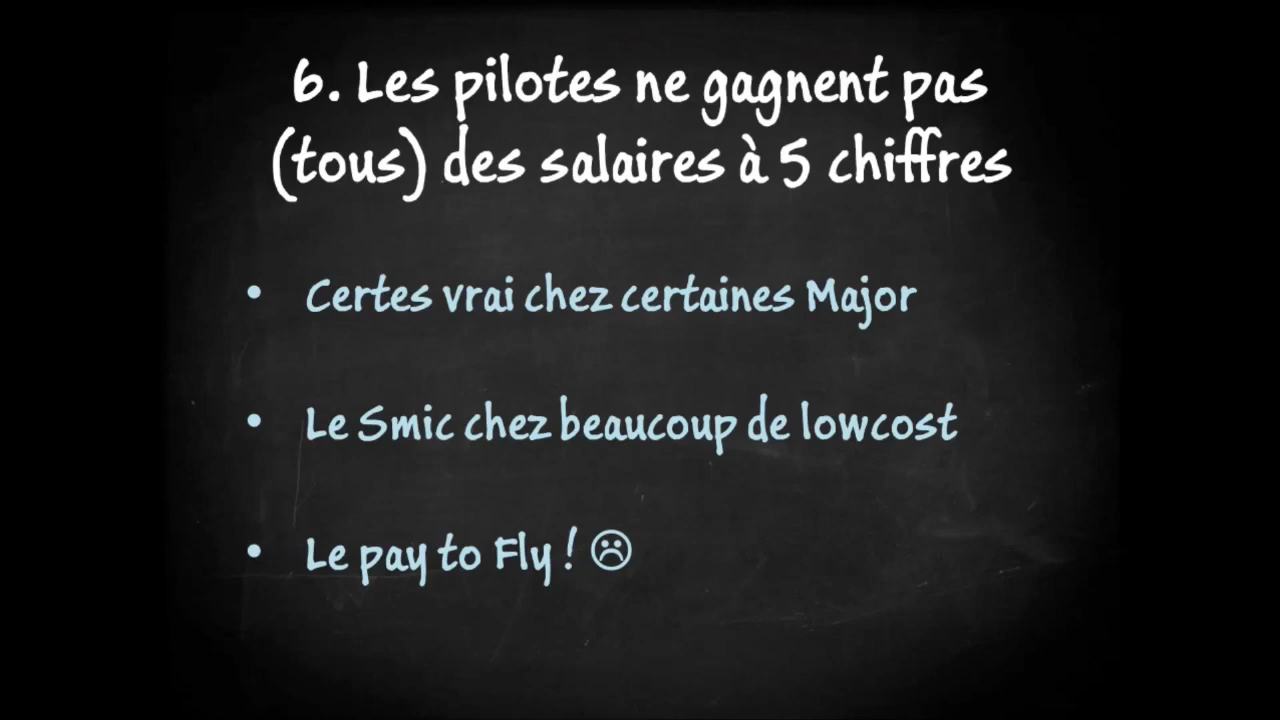 6. Les pilotes ne gagnent pas
(tous) des salaires à 5 chiffres
• Certes vrai chez certaines Major
• Le Smic chez beaucoup de lowcost
• Le pay to Fly ! ☹